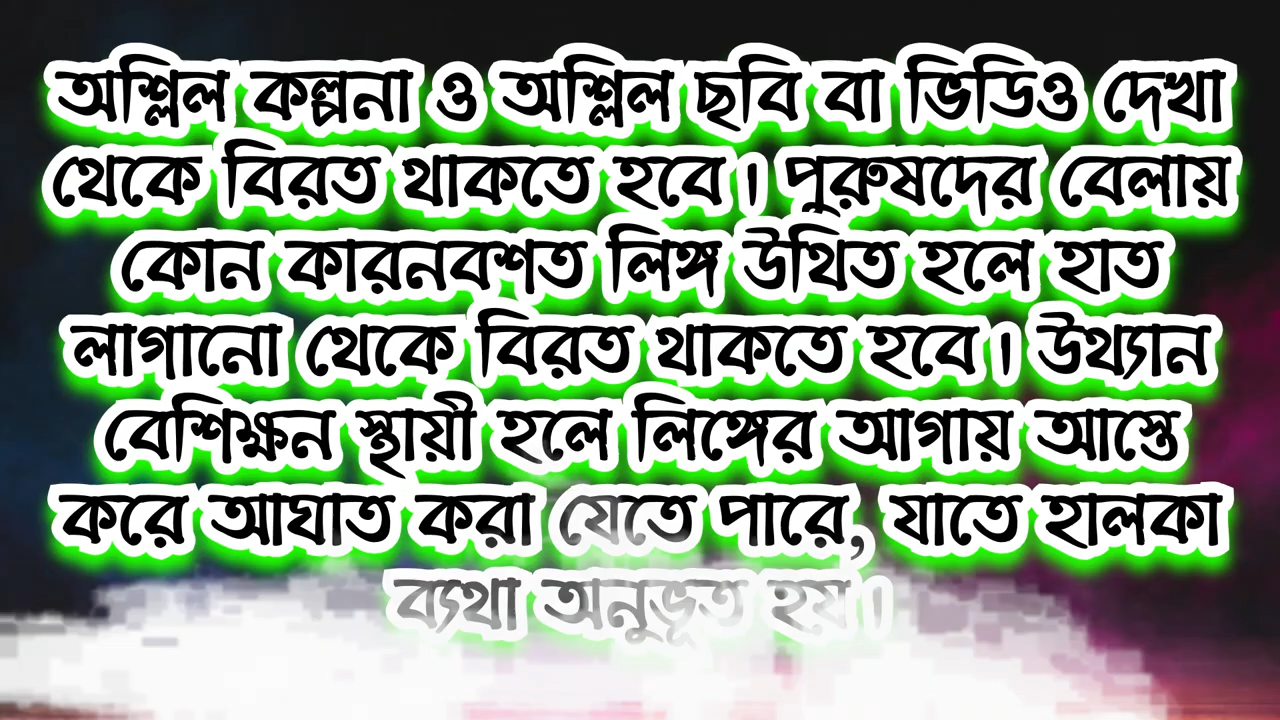 অশ্লিল কল্পনা ও অশ্লিল ছবি বা ভিডিও দেখা
থেকে বিরত থাকতে হবে। পুরুষদের বেলায়
কোন কারনবশত লিঙ্গ উথিত হলে হাত
লাগানো থেকে বিরত থাকতে হবে। উথ্যান
বেশিক্ষন স্থায়ী হলে লিঙ্গের আগায় আস্তে
করে আঘাত করা যেতে পারে, যাতে হালকা
ব্যথা অনুভূত হয়।